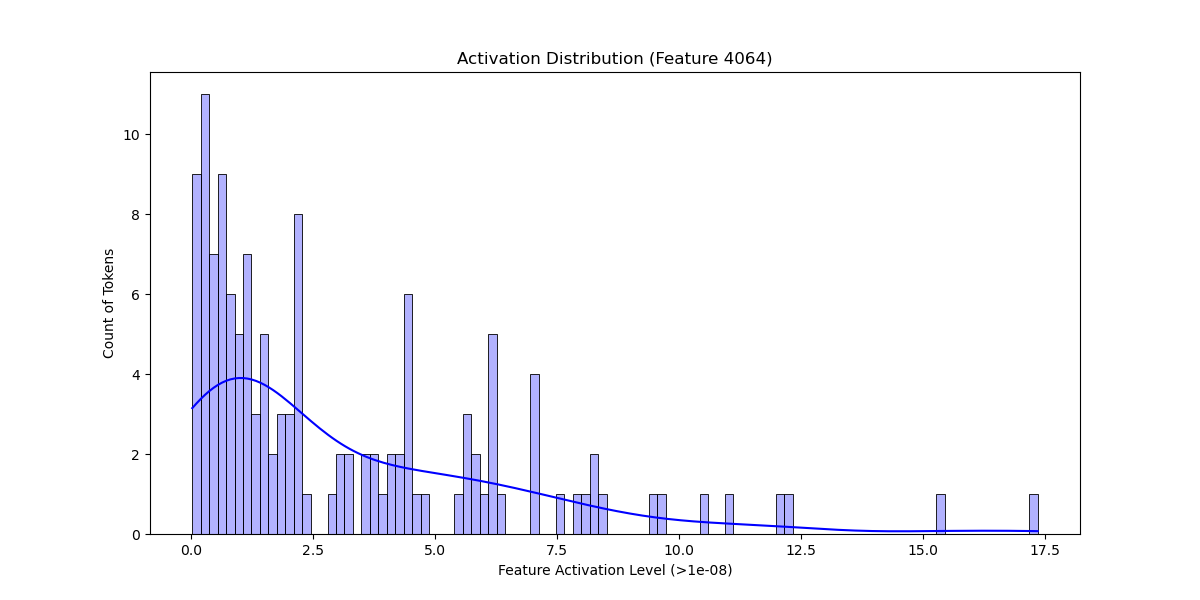 Activation Distribution (Feature 4064)
Count of Tokens
10
8
6
4
2
0
0.0 2.5 5.0 7.5 10.0 12.5 15.0 17.5
Feature Activation Level (>1e-08)